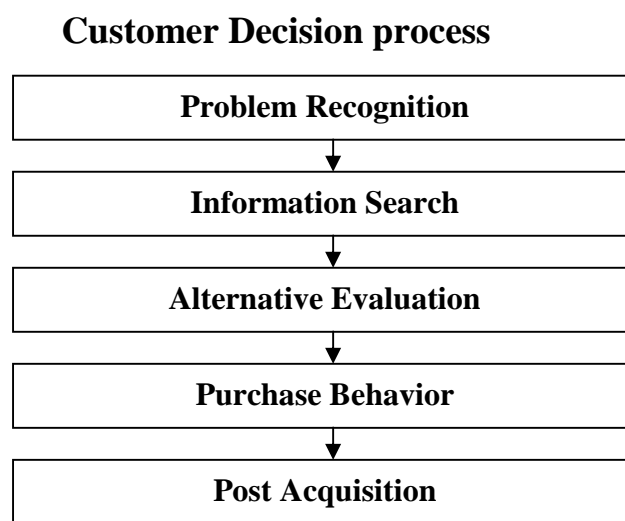 Customer Decision process
Problem Recognition
Information Search
Alternative Evaluation
Purchase Behavior
Post Acquisition